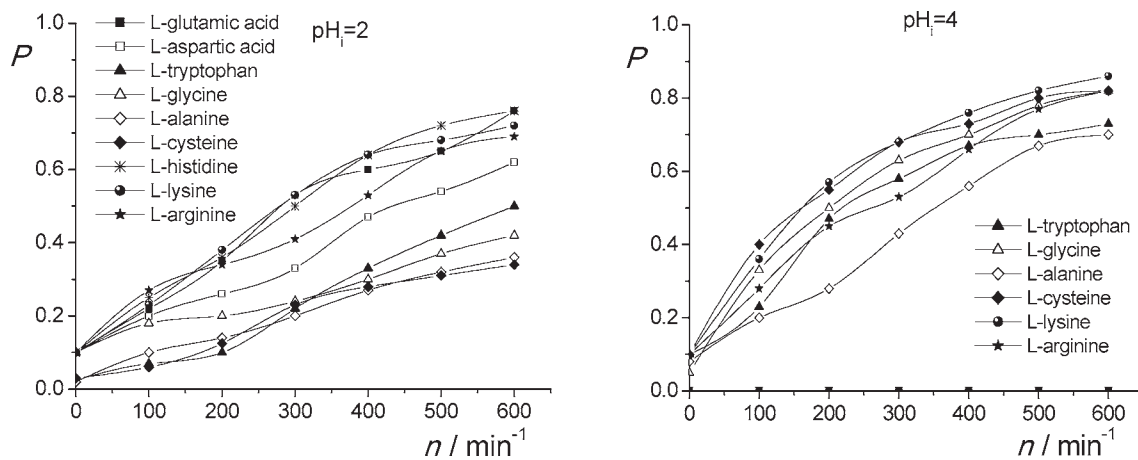 pHi=2
P
1.0
0.8
0.6
0.4
0.2
0.0
L-glutamic acid
L-aspartic acid
L-tryptophan
L-glycine
L-alanine
L-cysteine
L-histidine
L-lysine
L-arginine
0 100 200 300 400 500 600
n / min-1
pHi=4
P
1.0
0.8
0.6
0.4
0.2
0.0
L-tryptophan
L-glycine
L-alanine
L-cysteine
L-lysine
L-arginine
0 100 200 300 400 500 600
n / min-1